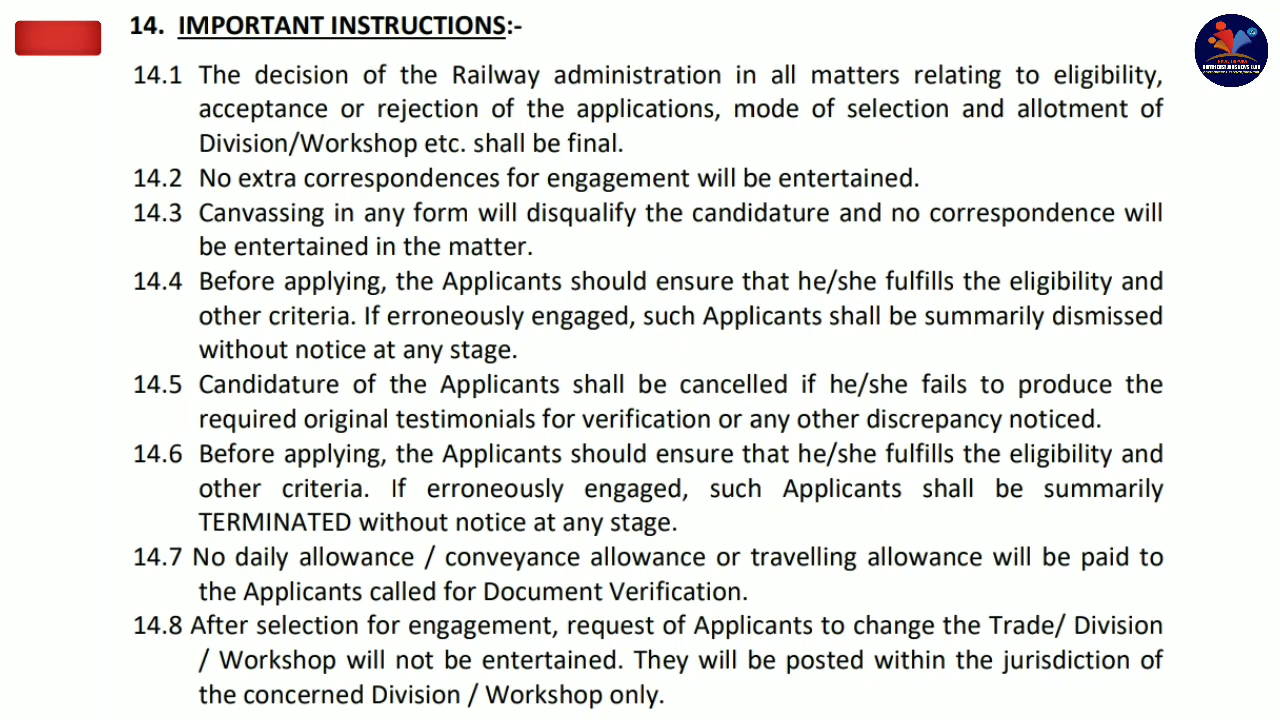 14. IMPORTANT INSTRUCTIONS:-
14.1 The decision of the Railway administration in all matters relating to eligibility,
acceptance or rejection of the applications, mode of selection and allotment of
Division/Workshop etc. shall be final.
14.2 No extra correspondences for engagement will be entertained.
14.3 Canvassing in any form will disqualify the candidature and no correspondence will
be entertained in the matter.
14.4 Before applying, the Applicants should ensure that he/she fulfills the eligibility and
other criteria. If erroneously engaged, such Applicants shall be summarily dismissed
without notice at any stage.
14.5 Candidature of the Applicants shall be cancelled if he/she fails to produce the
required original testimonials for verification or any other discrepancy noticed.
14.6 Before applying, the Applicants should ensure that he/she fulfills the eligibility and
other criteria. If erroneously engaged, such Applicants shall be summarily
TERMINATED without notice at any stage.
14.7 No daily allowance / conveyance allowance or travelling allowance will be paid to
the Applicants called for Document Verification.
14.8 After selection for engagement, request of Applicants to change the Trade/ Division
/ Workshop will not be entertained. They will be posted within the jurisdiction of
the concerned Division / Workshop only.